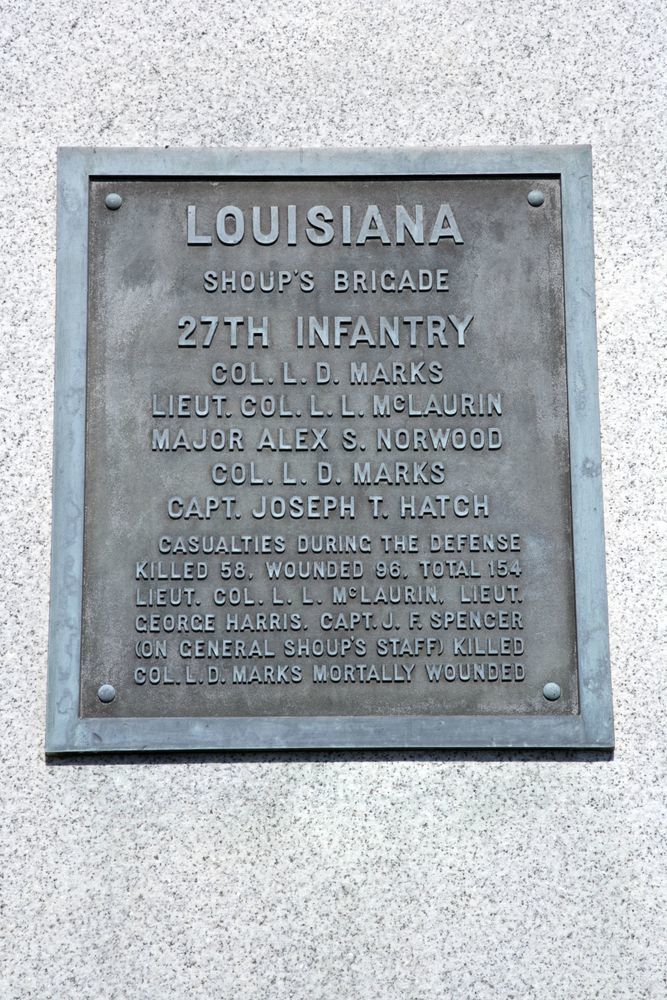 LOUISIANA
SHOUP'S BRIGADE
27TH INFANTRY
COL. L. D. MARKS
LIEUT. COL. L. L. McLAURIN
MAJOR ALEX S. NORWOOD
COL. L. D. MARKS
CAPT. JOSEPH T. HATCH
CASUALTIES DURING THE DEFENSE
KILLED 58, WOUNDED 96, TOTAL 154
LIEUT. COL. L. L. McLAURIN, LIEUT.
GEORGE HARRIS, CAPT. J. F. SPENCER
(ON GENERAL SHOUP'S STAFF) KILLED
COL. L. D. MARKS MORTALLY WOUNDED